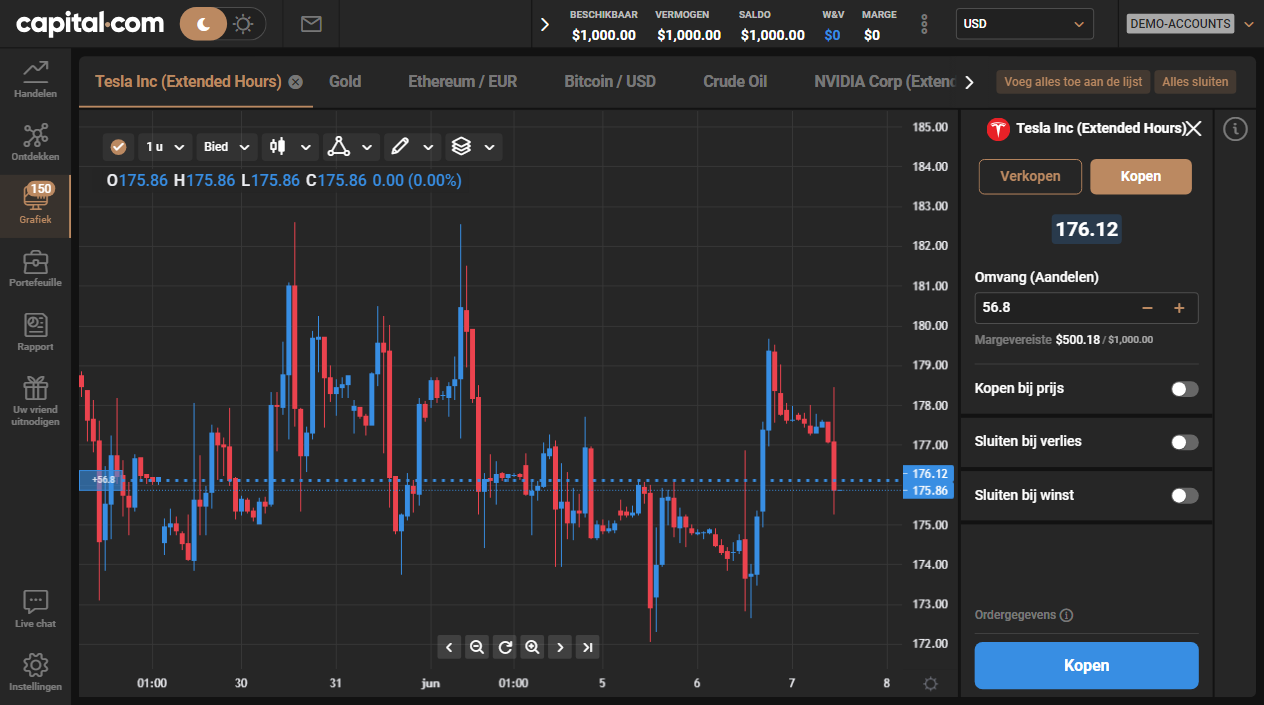 capital.com
BESCHIKBAAR
$1,000.00
VERMOGEN
$1,000.00
SALDO
$1,000.00
W&V
$0
MARGE
$0
USD
DEMO-ACCOUNTS
Handelen
Ontdekken
150
Grafiek
Portefeuille
Rapport
Uw vriend
uitnodigen
Live chat
Instellingen
Tesla Inc (Extended Hours)
Gold
Ethereum / EUR
Bitcoin / USD
Crude Oil
NVIDIA Corp (Exten
Voeg alles toe aan de lijst
Alles sluiten
1 u
Bied
O175.86 H175.86 L175.86 C175.86 0.00 (0.00%)
+56.8
185.00
184.00
183.00
182.00
181.00
180.00
179.00
178.00
177.00
176.12
175.86
175.00
174.00
173.00
172.00
01:00
30
31
jun
01:00
5
6
7
8
Tesla Inc (Extended Hours)
Verkopen
Kopen
176.12
Omvang (Aandelen)
56.8
Margevereiste $500.18 / $1,000.00
Kopen bij prijs
Sluiten bij verlies
Sluiten bij winst
Ordergegevens
Kopen